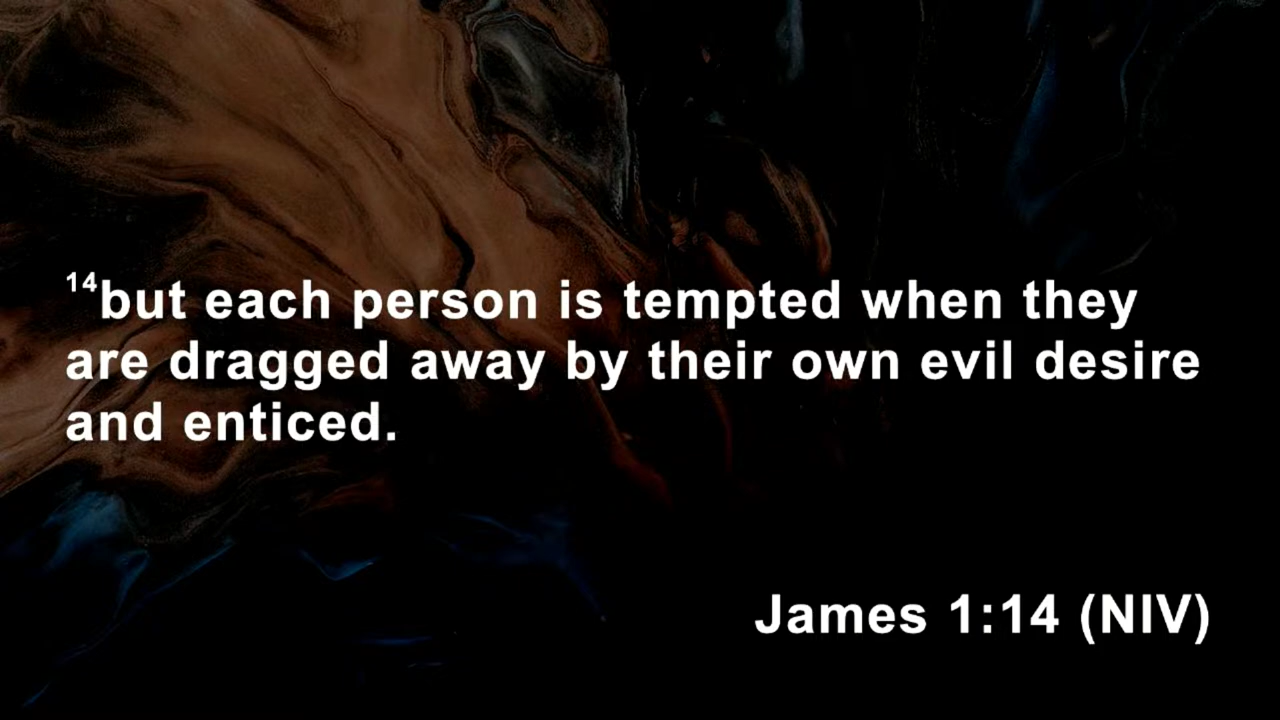 14but each person is tempted when they
are dragged away by their own evil desire
and enticed.
James 1:14 (NIV)